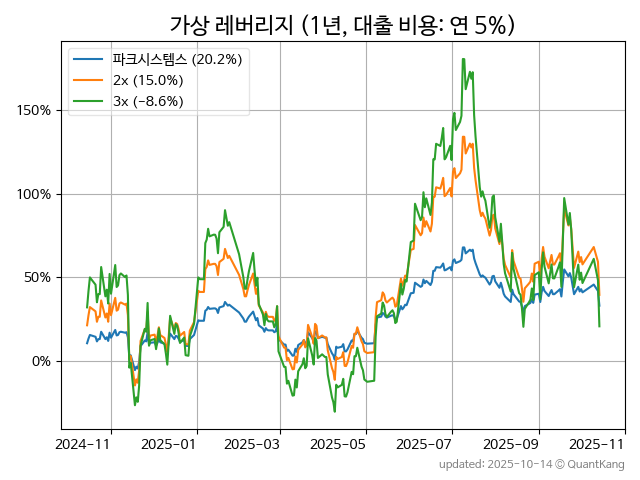 가상 레버리지 (1년, 대출 비용: 연 5%)
파크시스템스 (20.2%)
2x (15.0%)
3x (-8.6%)
150%
100%
50%
0%
2024-11
2025-01
2025-03
2025-05
2025-07
2025-09
2025-11
updated: 2025-10-14 © QuantKang